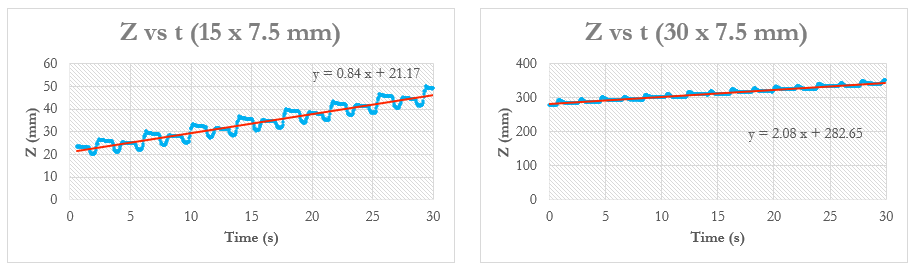 Z vs t (15 x 7.5 mm)
y = 0.84 x + 21.17
Z (mm)
60
50
40
30
20
10
0
0 5 10 15 20 25 30
Time (s)
Z vs t (30 x 7.5 mm)
y = 2.08 x + 282.65
Z (mm)
400
300
200
100
0
0 5 10 15 20 25 30
Time (s)